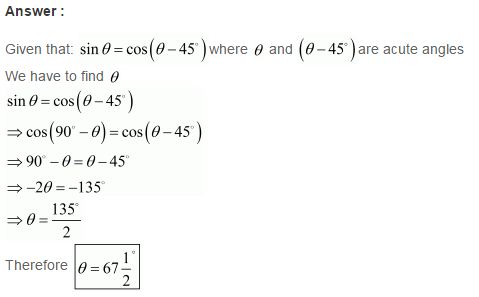 Answer :
Given that: sin θ = cos(θ − 45°) where θ and (θ − 45°) are acute angles
We have to find θ
sin θ = cos(θ − 45°)
⇒ cos(90° − θ) = cos(θ − 45°)
⇒ 90° − θ = θ − 45°
⇒ −2θ = −135°
⇒ θ = 135°/2
Therefore θ = 67 1/2°